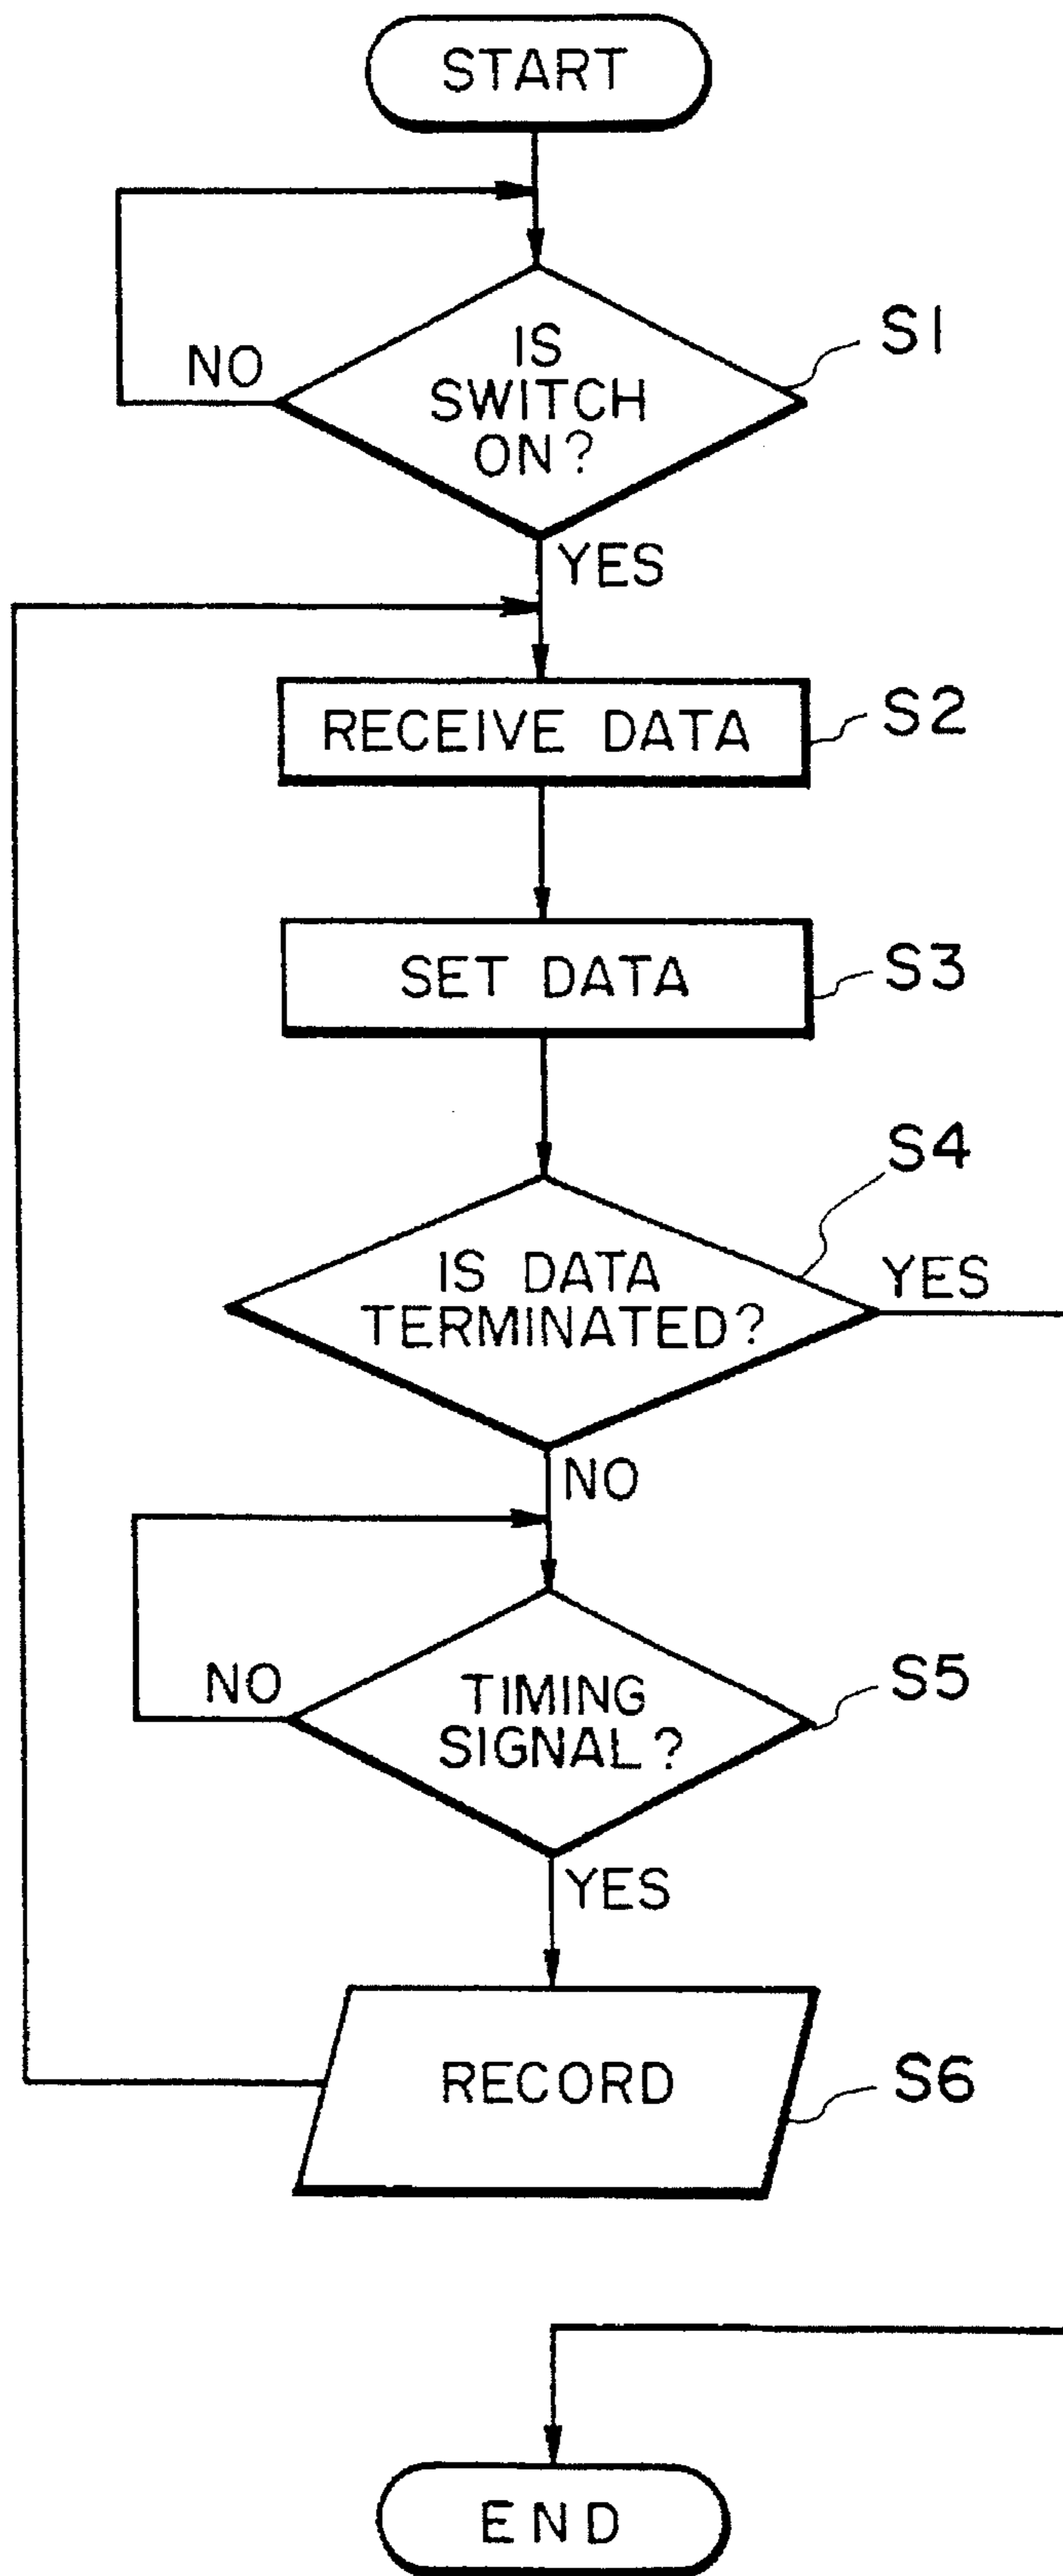 START
NO
IS
SWITCH
ON?
S1
YES
RECEIVE DATA
S2
SET DATA
S3
S4
IS DATA
TERMINATED?
YES
NO
NO
TIMING
SIGNAL?
S5
YES
RECORD
S6
END